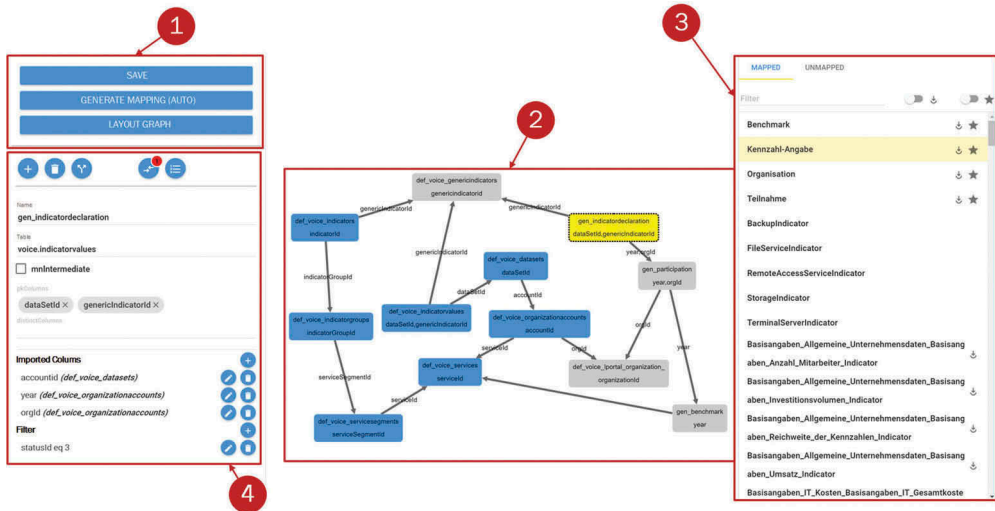 1
SAVE
GENERATE MAPPING (AUTO)
LAYOUT GRAPH
1
Name
gen_indicatordeclaration
Table
voice.indicatorvalues
mnIntermediate
pkColumns
dataSetId ×
genericIndicatorId ×
distinctColumns
Imported Colums
accountid (def_voice_datasets)
year (def_voice_organizationaccounts)
orgId (def_voice_organizationaccounts)
Filter
statusId eq 3
4
2
def_voice_genericindicators
genericindicatorid
genericIndicatorId
genericIndicatorId
def_voice_indicators
indicatorId
gen_indicatordeclaration
dataSetId,genericIndicatorId
genericIndicatorId
year,orgId
indicatorGroupId
def_voice_datasets
dataSetId
gen_participation
year,orgId
dataSetId
accountId
def_voice_indicatorgroups
indicatorGroupId
def_voice_indicatorvalues
dataSetId,genericIndicatorId
def_voice_organizationaccounts
accountId
orgId
year
serviceId
orgId
serviceSegmentId
def_voice_services
serviceId
def_voice_lportal_organization_
organizationId
serviceId
def_voice_servicesegments
serviceSegmentId
gen_benchmark
year
3
MAPPED
UNMAPPED
Filter
Benchmark
Kennzahl-Angabe
Organisation
Teilnahme
BackupIndicator
FileServiceIndicator
RemoteAccessServiceIndicator
StorageIndicator
TerminalServerIndicator
Basisangaben_Allgemeine_Unternehmensdaten_Basisang
aben_Anzahl_Mitarbeiter_Indicator
Basisangaben_Allgemeine_Unternehmensdaten_Basisang
aben_Investitionsvolumen_Indicator
Basisangaben_Allgemeine_Unternehmensdaten_Basisang
aben_Reichweite_der_Kennzahlen_Indicator
Basisangaben_Allgemeine_Unternehmensdaten_Basisang
aben_Umsatz_Indicator
Basisangaben_IT_Kosten_Basisangaben_IT_Gesamtkoste